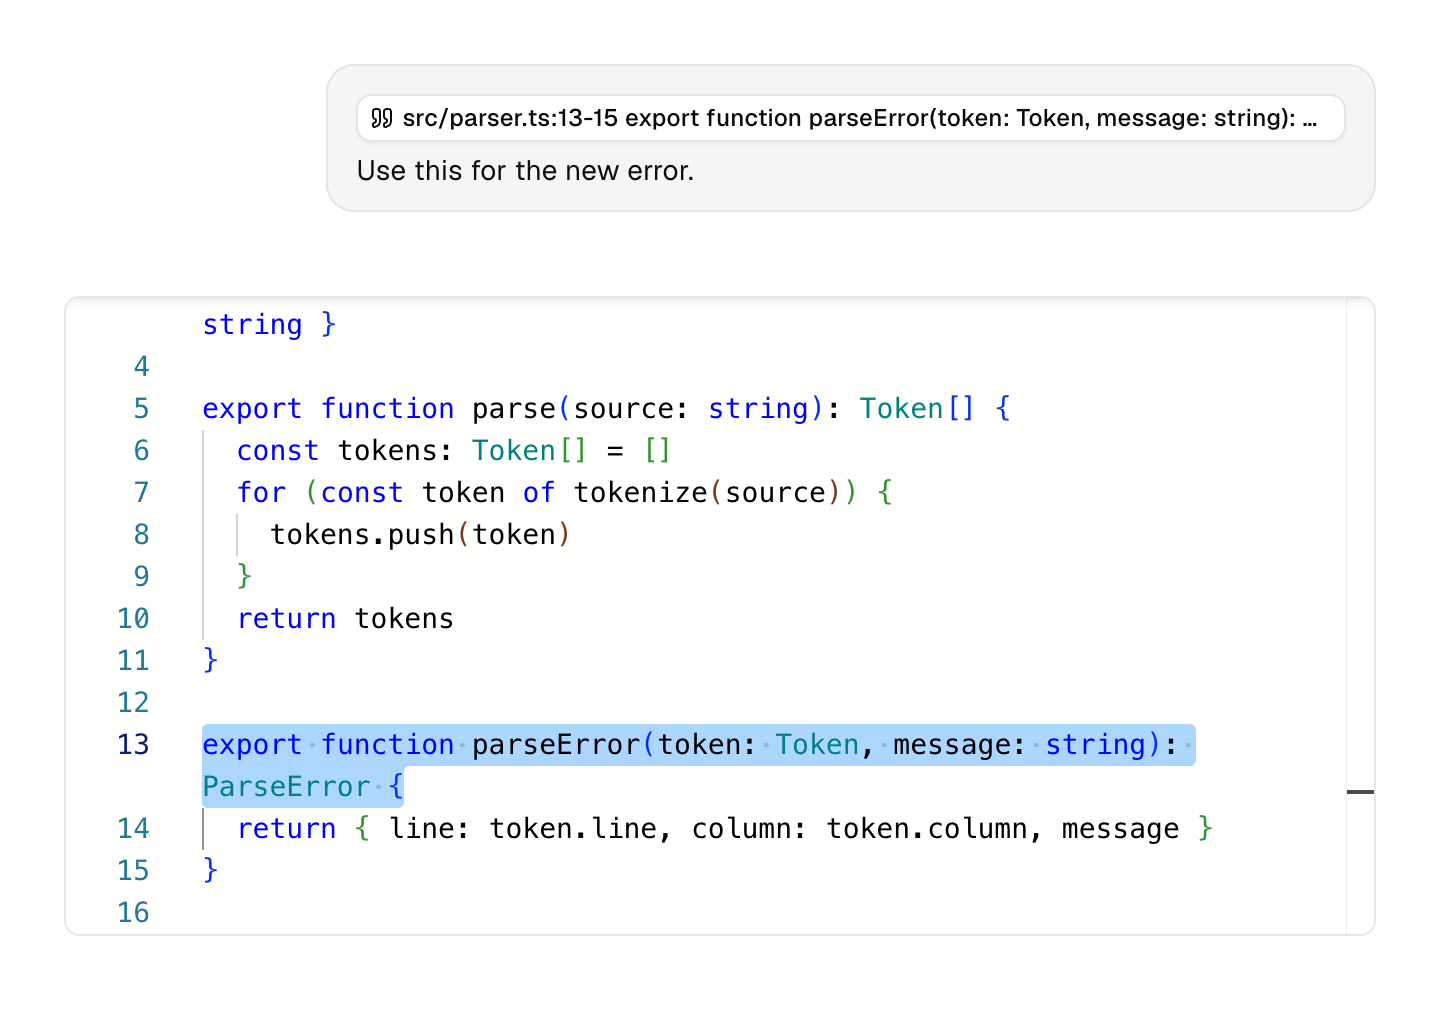 src/parser.ts:13-15 export function parseError(token: Token, message: string): ...
Use this for the new error.
string }
4
5 export function parse(source: string): Token[] {
6 const tokens: Token[] = []
7 for (const token of tokenize(source)) {
8 tokens.push(token)
9 }
10 return tokens
11 }
12
13 export function parseError(token: Token, message: string):
ParseError {
14 return { line: token.line, column: token.column, message }
15 }
16